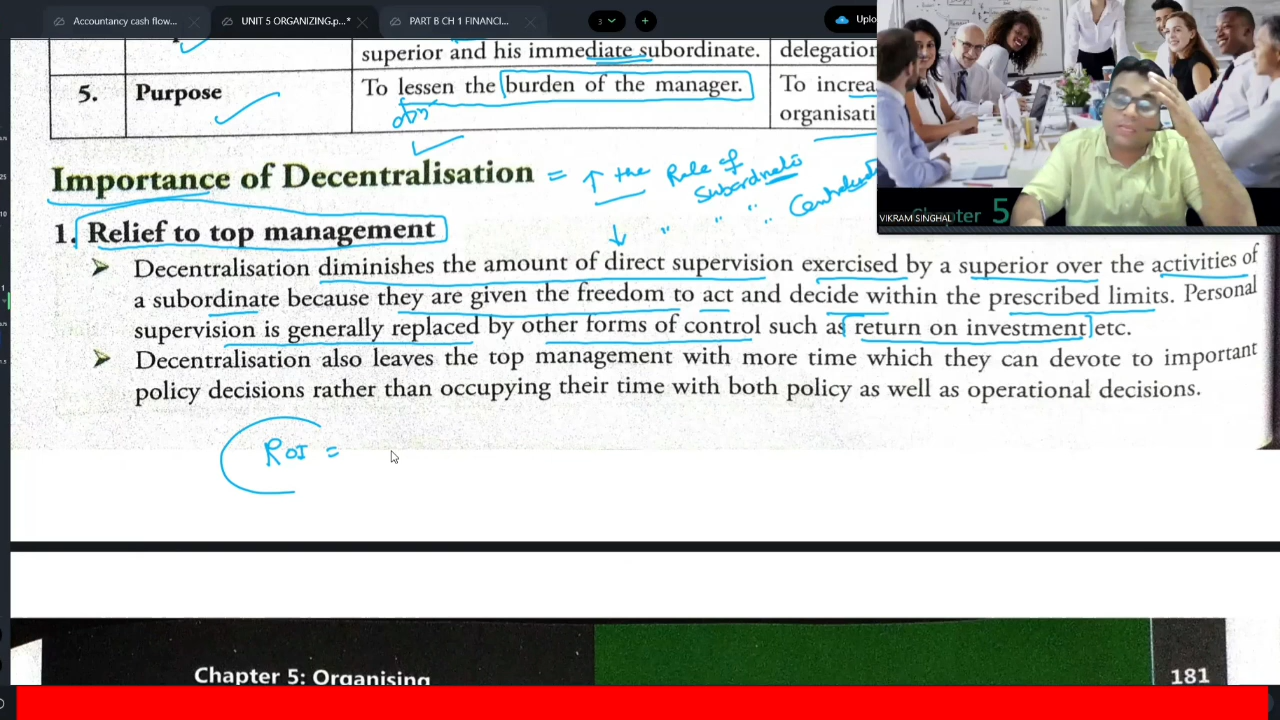 Accountancy cash flow...
UNIT 5 ORGANIZING.p...*
PART B CH 1 FINANCI...
3
Uplo
superior and his immediate subordinate.
delegation
5.
Purpose
To lessen the burden of the manager.
To increa
organisati
Importance of Decentralisation = ↑ the Role of
Subordinate
" " " 
↓
1. Relief to top management
➤ Decentralisation diminishes the amount of direct supervision exercised by a superior over the activities of
a subordinate because they are given the freedom to act and decide within the prescribed limits. Personal
supervision is generally replaced by other forms of control such as [return on investment] etc.
➤ Decentralisation also leaves the top management with more time which they can devote to important
policy decisions rather than occupying their time with both policy as well as operational decisions.
ROI =
VIKRAM SINGHAL
pter 5
Chapter 5: Organising
181